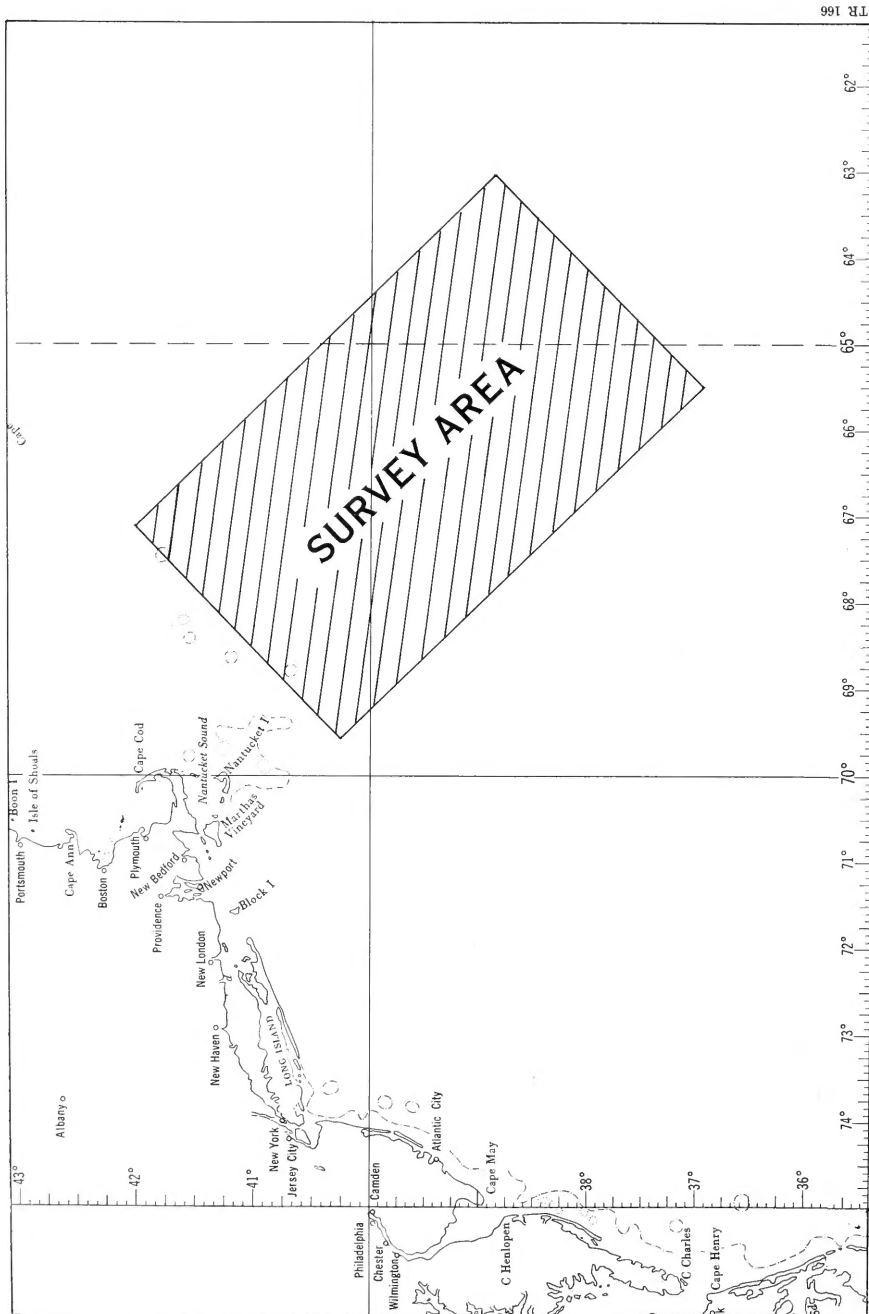 TR 166
SURVEY AREA
Cape
Boon I
Isle of Shoals
Portsmouth
Cape Ann
Boston
Plymouth
Cape Cod
Nantucket Sound
Nantucket I
Marthas
Vineyard
New Bedford
Newport
Providence
Block I
New London
New Haven
LONG ISLAND
Albany
New York
Jersey City
Atlantic City
Cape May
Camden
Philadelphia
Chester
Wilmington
C Henlopen
C Charles
Cape Henry
k
43°
42°
41°
38°
37°
36°
62°
63°
64°
65°
66°
67°
68°
69°
70°
71°
72°
73°
74°